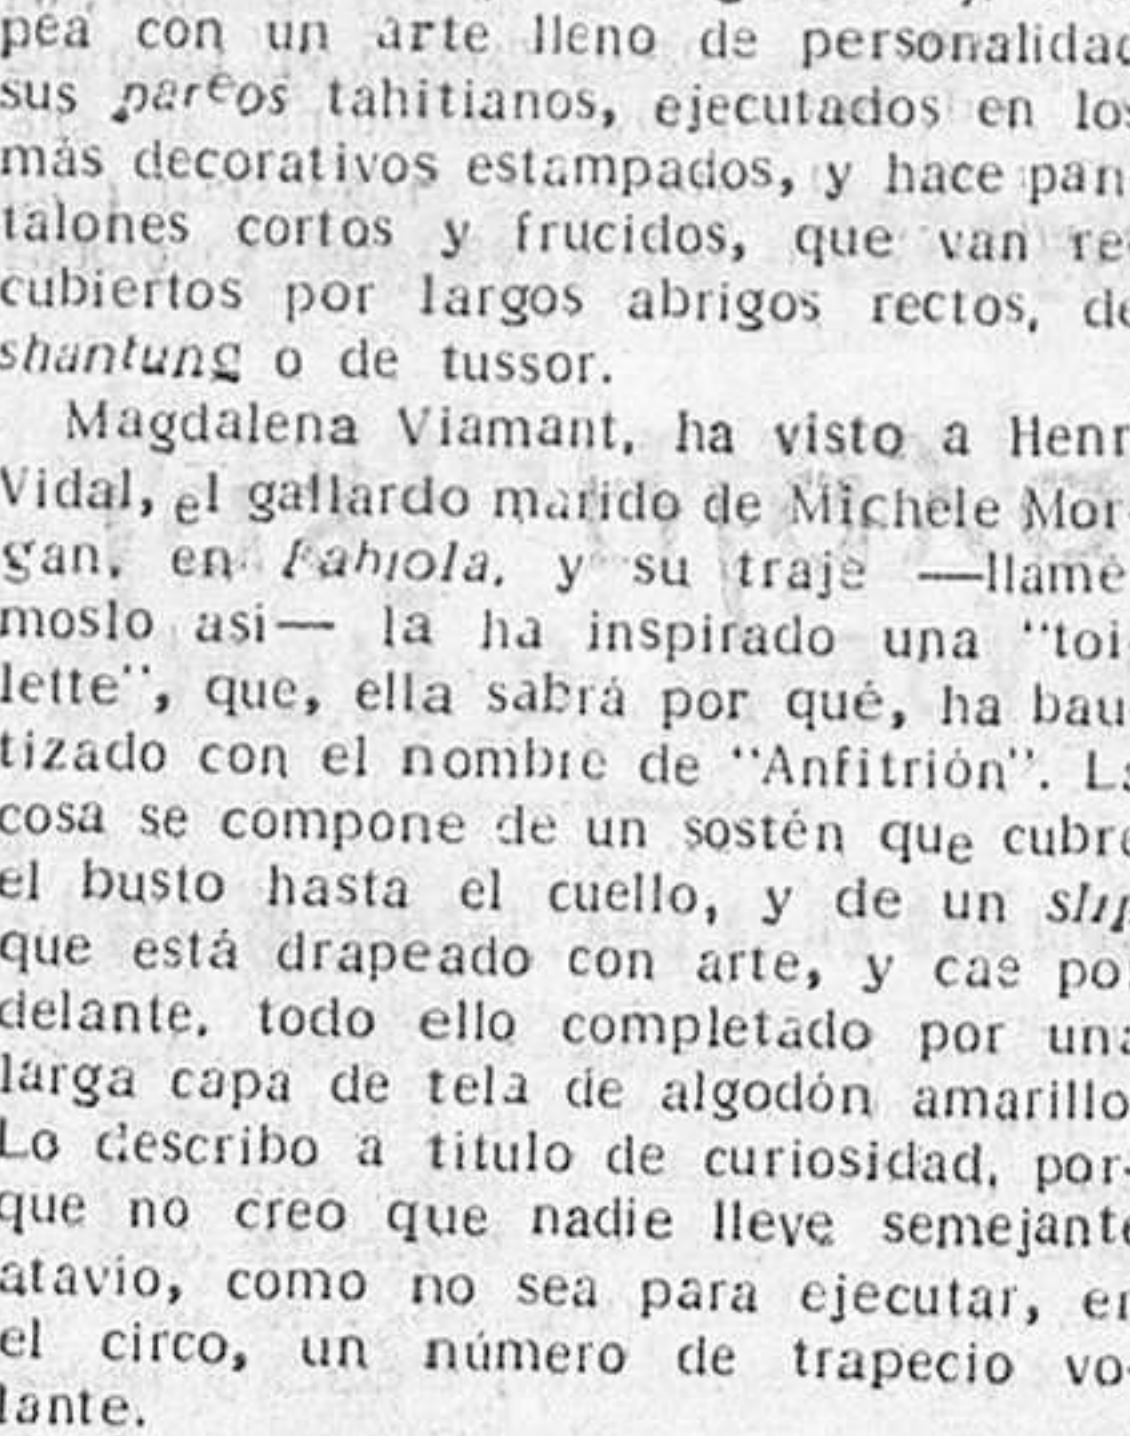 pea con un arte lleno de personalidad
sus pareos tahitianos, ejecutados en los
más decorativos estampados, y hace pan-
talones cortos y frucidos, que van re-
cubiertos por largos abrigos rectos, de
shantung o de tussor.
Magdalena Viamant, ha visto a Henri
Vidal, el gallardo marido de Michele Mor-
gan, en Fabiola, y su traje —llamé-
moslo asi— la ha inspirado una “toi-
lette”, que, ella sabrá por qué, ha bau-
tizado con el nombre de “Anfitrión”. La
cosa se compone de un sostén que cubre
el busto hasta el cuello, y de un slip
que está drapeado con arte, y cae por
delante, todo ello completado por una
larga capa de tela de algodón amarillo.
Lo describo a titulo de curiosidad, por-
que no creo que nadie lleve semejante
atavio, como no sea para ejecutar, en
el circo, un número de trapecio vo-
lante.